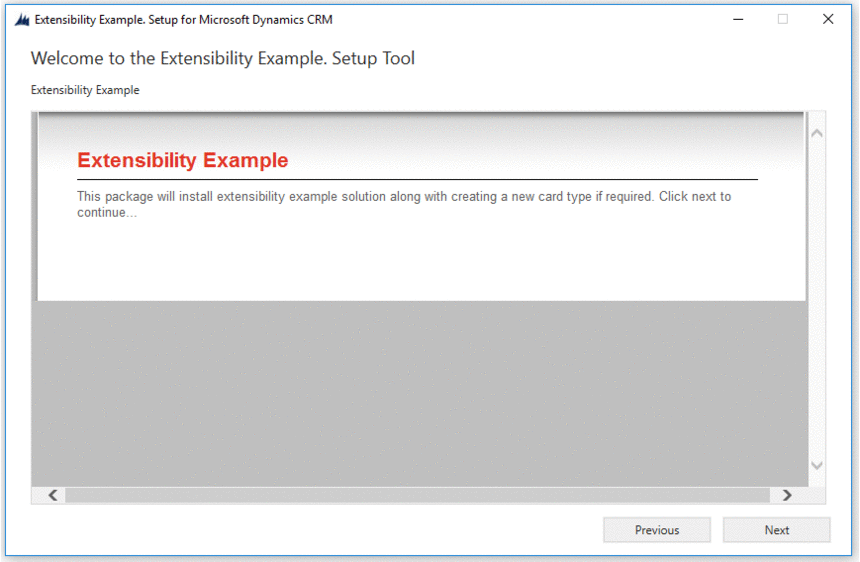 Extensibility Example. Setup for Microsoft Dynamics CRM
Welcome to the Extensibility Example. Setup Tool
Extensibility Example
Extensibility Example
This package will install extensibility example solution along with creating a new card type if required. Click next to
continue...
Previous
Next